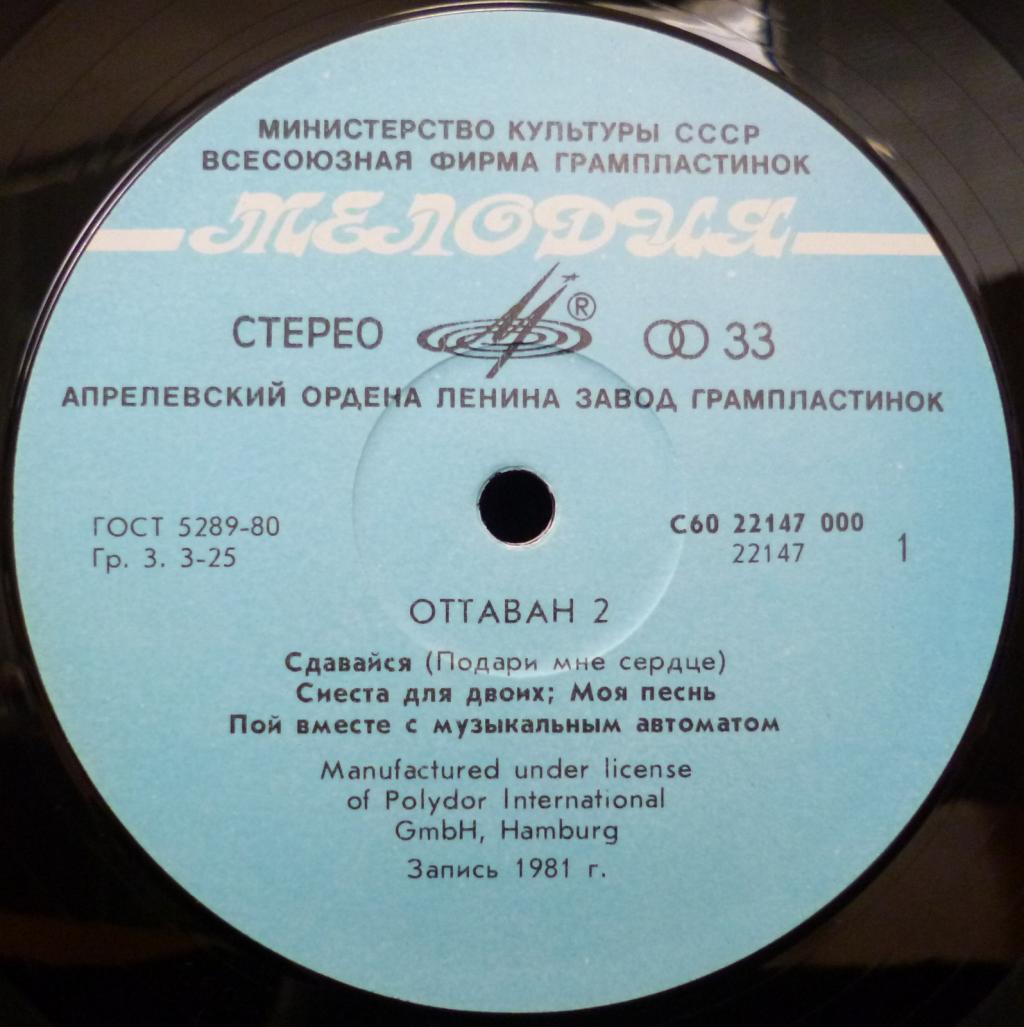 МИНИСТЕРСТВО КУЛЬТУРЫ СССР
ВСЕСОЮЗНАЯ ФИРМА ГРАМПЛАСТИНОК
МЕЛОДИЯ
СТЕРЕО ® 33
АПРЕЛЕВСКИЙ ОРДЕНА ЛЕНИНА ЗАВОД ГРАМПЛАСТИНОК
ГОСТ 5289-80 С60 22147 000
Гр. 3. 3-25 22147 1
ОТТАВАН 2
Сдавайся (Подари мне сердце)
Сиеста для двоих; Моя песнь
Пой вместе с музыкальным автоматом
Manufactured under license
of Polydor International
GmbH, Hamburg
Запись 1981 г.